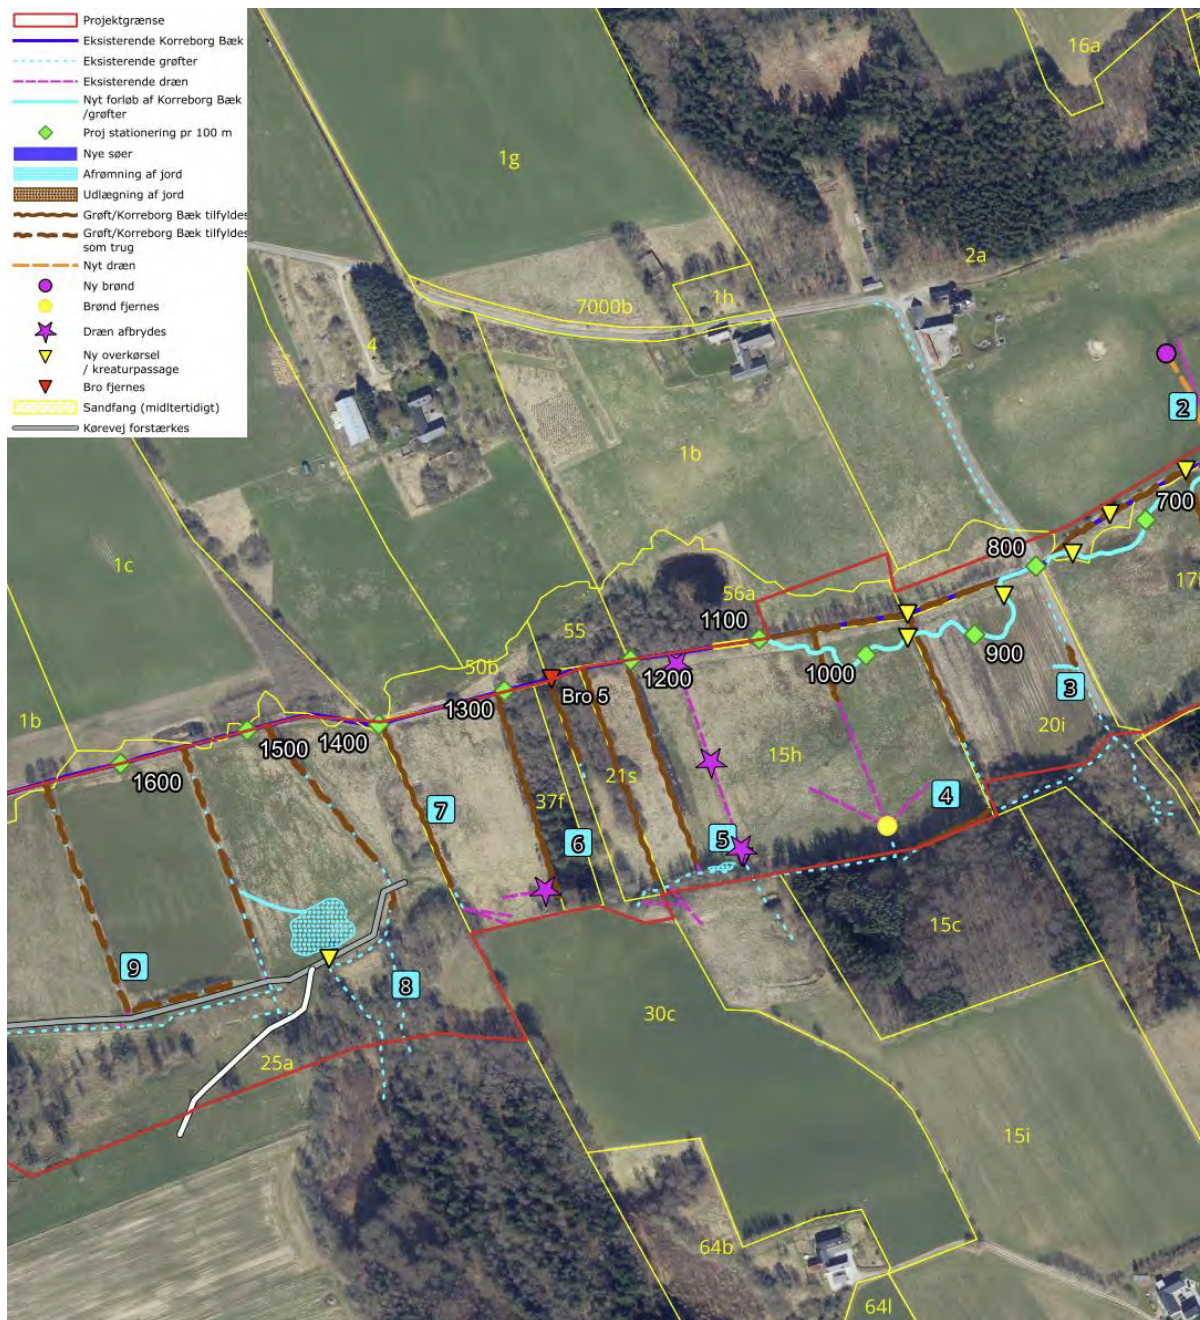 Projektgrænse
Eksisterende Korreborg Bæk
Eksisterende grøfter
Eksisterende dræn
Nyt forløb af Korreborg Bæk
/grøfter
Proj stationering pr 100 m
Nye søer
Afrømning af jord
Udlægning af jord
Grøft/Korreborg Bæk tilfyldes
Grøft/Korreborg Bæk tilfyldes
som trug
Nyt dræn
Ny brønd
Brønd fjernes
Dræn afbrydes
Ny overkørsel
/ kreaturpassage
Bro fjernes
Sandfang (midltertidigt)
Kørevej forstærkes
16a
1g
2a
7000b
1h
4
2
1b
700
1c
800
17
56a
55
1100
50b
900
1200
1000
Bro 5
1300
3
1b
1500
1400
20i
1600
15h
21s
37f
7
4
5
6
15c
9
8
30c
25a
15i
64b
64l